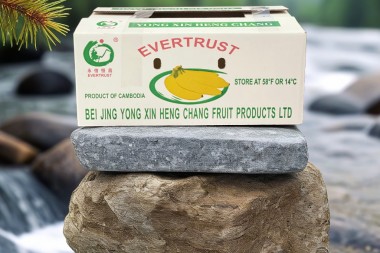 YONG XIN HENG CHANG
EVERTRUST
EVERTRUST
STORE AT 58°F OR 14°C
PRODUCT OF CAMBODIA
BEI JING YONG XIN HENG CHANG FRUIT PRODUCTS LTD